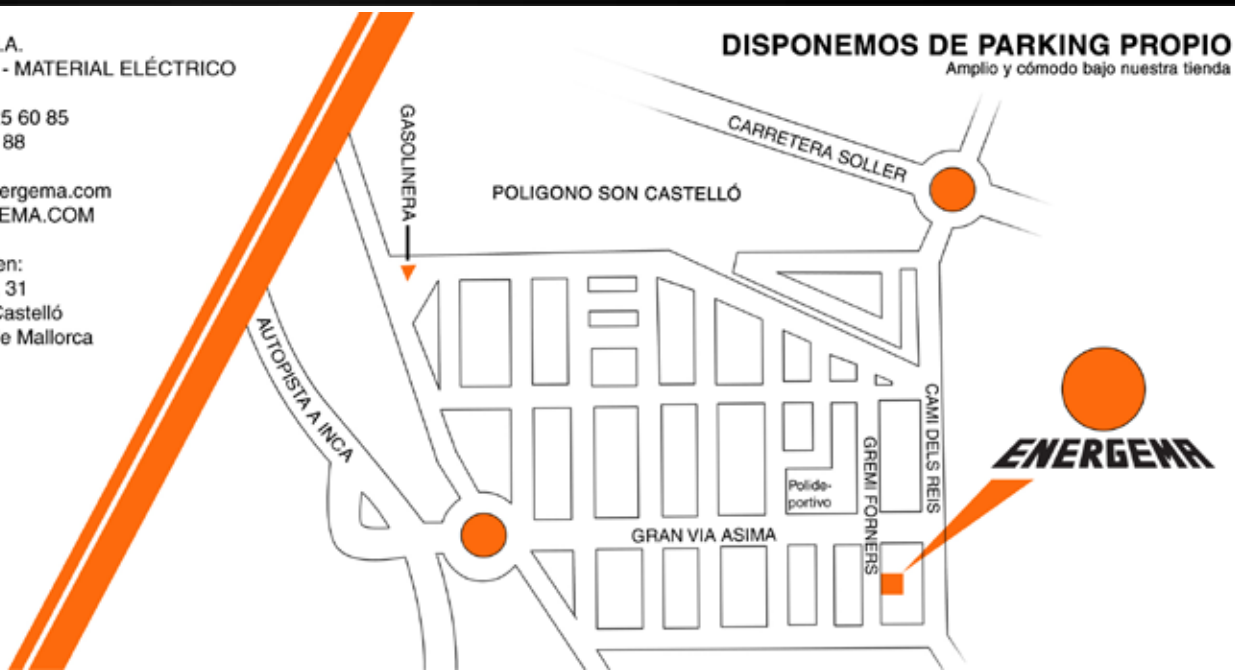 .A.
- MATERIAL ELÉCTRICO
5 60 85
88
ergema.com
EMA.COM
en:
31
Castelló
e Mallorca
DISPONEMOS DE PARKING PROPIO
Amplio y cómodo bajo nuestra tienda
GASOLINERA
CARRETERA SOLLER
POLIGONO SON CASTELLÓ
AUTOPISTA A INCA
CAMI DELS REIS
GREMI FORNERS
ENERGEMA
Polide-
portivo
GRAN VIA ASIMA